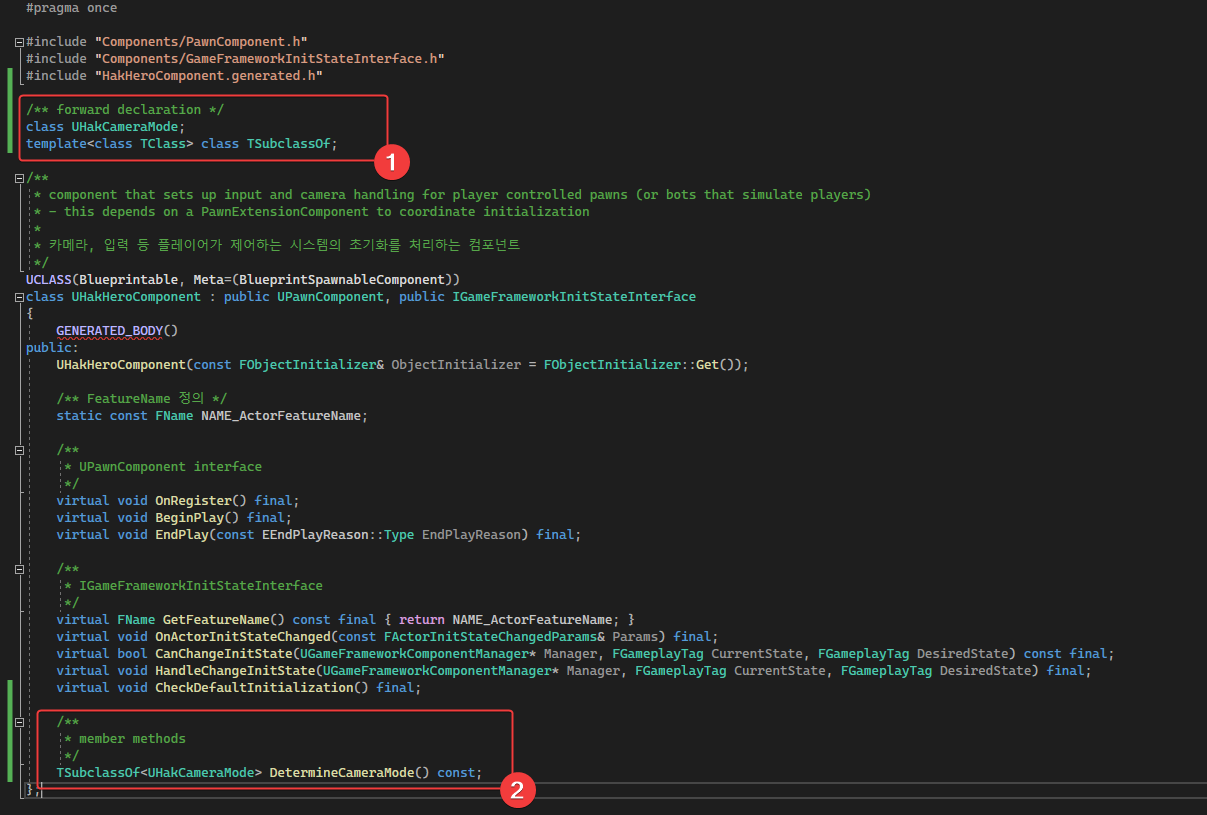 #pragma once
#include "Components/PawnComponent.h"
#include "Components/GameFrameworkInitStateInterface.h"
#include "HakHeroComponent.generated.h"
/** forward declaration */
class UHakCameraMode;
template<class TClass> class TSubclassOf;
1
/**
* component that sets up input and camera handling for player controlled pawns (or bots that simulate players)
* - this depends on a PawnExtensionComponent to coordinate initialization
*
* 카메라, 입력 등 플레이어가 제어하는 시스템의 초기화를 처리하는 컴포넌트
*/
UCLASS(Blueprintable, Meta=(BlueprintSpawnableComponent))
class UHakHeroComponent : public UPawnComponent, public IGameFrameworkInitStateInterface
{
GENERATED_BODY()
public:
UHakHeroComponent(const FObjectInitializer& ObjectInitializer = FObjectInitializer::Get());
/** FeatureName 정의 */
static const FName NAME_ActorFeatureName;
/**
* UPawnComponent interface
*/
virtual void OnRegister() final;
virtual void BeginPlay() final;
virtual void EndPlay(const EEndPlayReason::Type EndPlayReason) final;
/**
* IGameFrameworkInitStateInterface
*/
virtual FName GetFeatureName() const final { return NAME_ActorFeatureName; }
virtual void OnActorInitStateChanged(const FActorInitStateChangedParams& Params) final;
virtual bool CanChangeInitState(UGameFrameworkComponentManager* Manager, FGameplayTag CurrentState, FGameplayTag DesiredState) const final;
virtual void HandleChangeInitState(UGameFrameworkComponentManager* Manager, FGameplayTag CurrentState, FGameplayTag DesiredState) final;
virtual void CheckDefaultInitialization() final;
/**
* member methods
*/
TSubclassOf<UHakCameraMode> DetermineCameraMode() const;
2
};